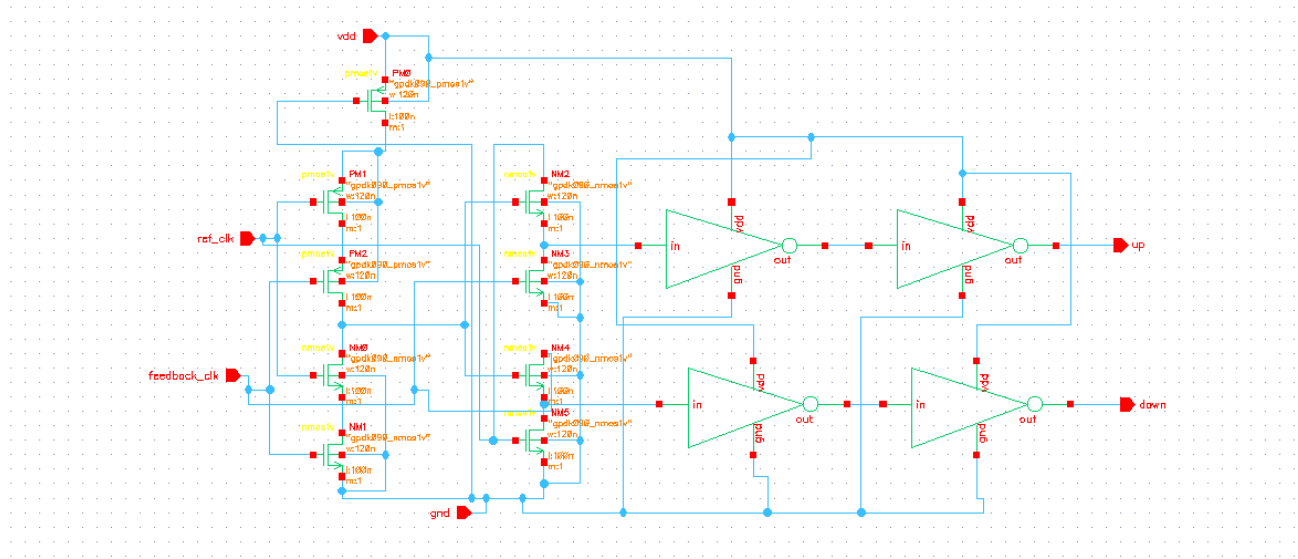 vdd
pmos1v PM0
"gpdk090_pmos1v"
w:120n
l:100n
m:1
pmos1v PM1
"gpdk090_pmos1v"
w:120n
l:100n
m:1
nmos1v NM2
"gpdk090_nmos1v"
w:120n
l:100n
m:1
vdd
in
out
gnd
vdd
in
out
gnd
up
ref_clk
PM2
pmos1v
"gpdk090_pmos1v"
w:120n
l:100n
m:1
NM3
nmos1v
"gpdk090_nmos1v"
w:120n
l:100n
m:1
nmos1v NM0
"gpdk090_nmos1v"
w:120n
l:100n
m:1
nmos1v NM4
"gpdk090_nmos1v"
w:120n
l:100n
m:1
vdd
in
out
gnd
vdd
in
out
gnd
down
feedback_clk
nmos1v NM1
"gpdk090_nmos1v"
w:120n
l:100n
m:1
nmos1v NM5
"gpdk090_nmos1v"
w:120n
l:100n
m:1
gnd